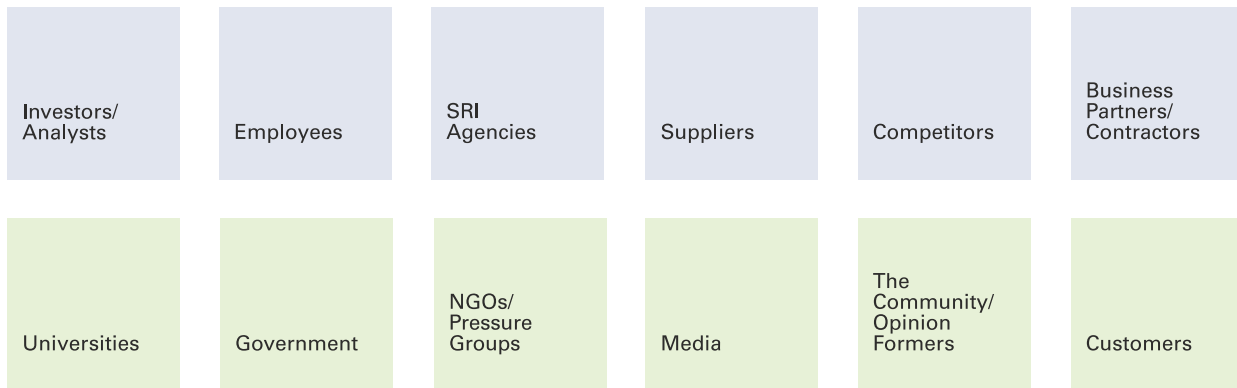 Investors/
Analysts
Employees
SRI
Agencies
Suppliers
Competitors
Business
Partners/
Contractors
Universities
Government
NGOs/
Pressure
Groups
Media
The
Community/
Opinion
Formers
Customers